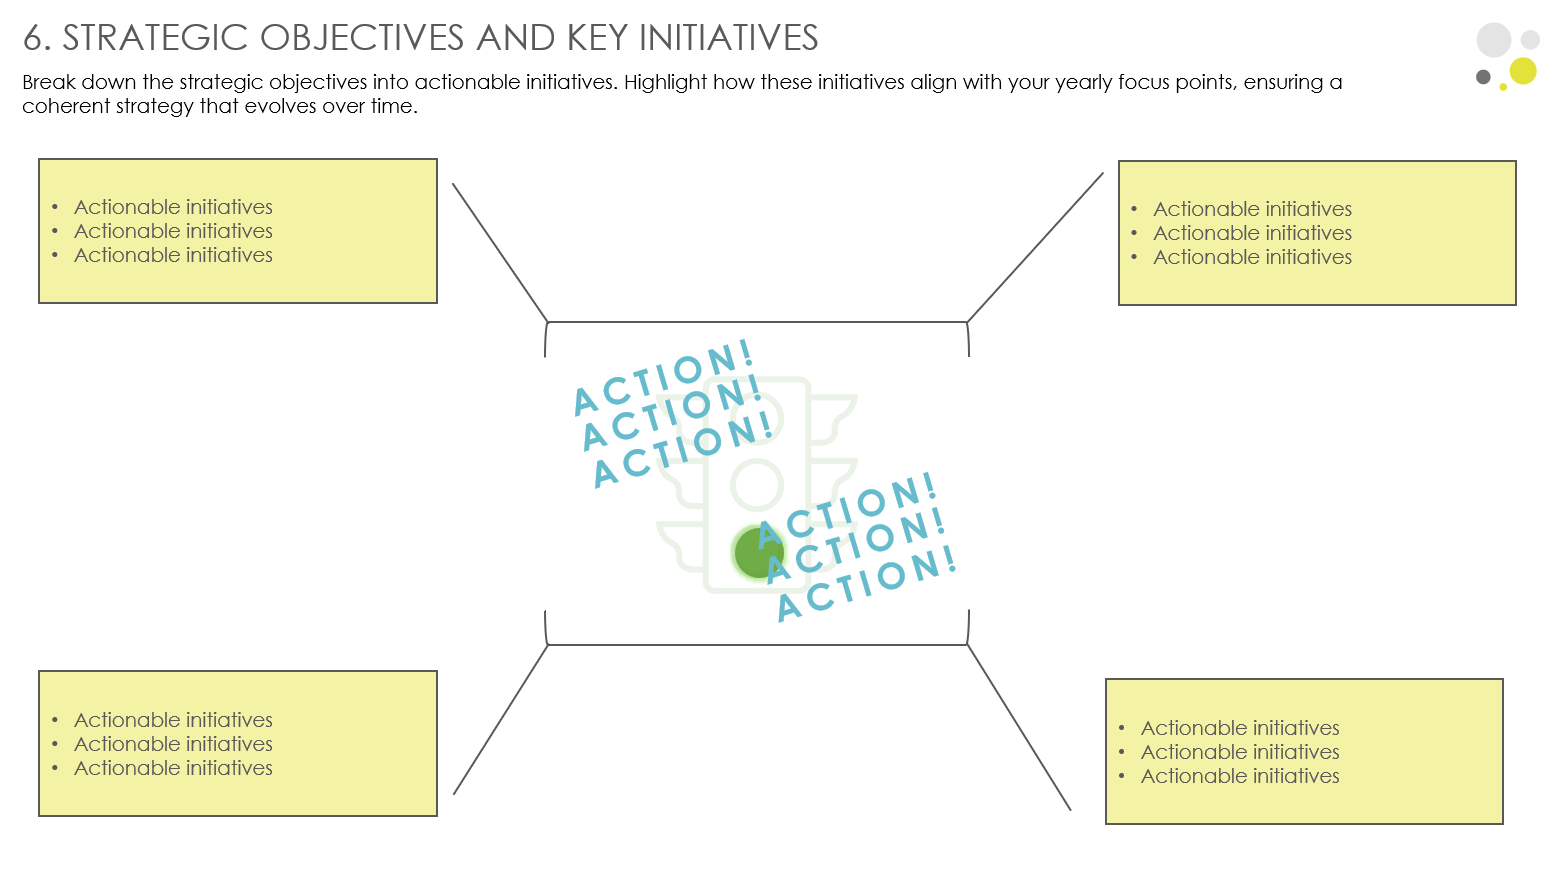 6. STRATEGIC OBJECTIVES AND KEY INITIATIVES
Break down the strategic objectives into actionable initiatives. Highlight how these initiatives align with your yearly focus points, ensuring a
coherent strategy that evolves over time.
• Actionable initiatives
• Actionable initiatives
• Actionable initiatives
• Actionable initiatives
• Actionable initiatives
• Actionable initiatives
ACTION!
ACTION!
ACTION!
ACTION!
ACTION!
ACTION!
• Actionable initiatives
• Actionable initiatives
• Actionable initiatives
• Actionable initiatives
• Actionable initiatives
• Actionable initiatives